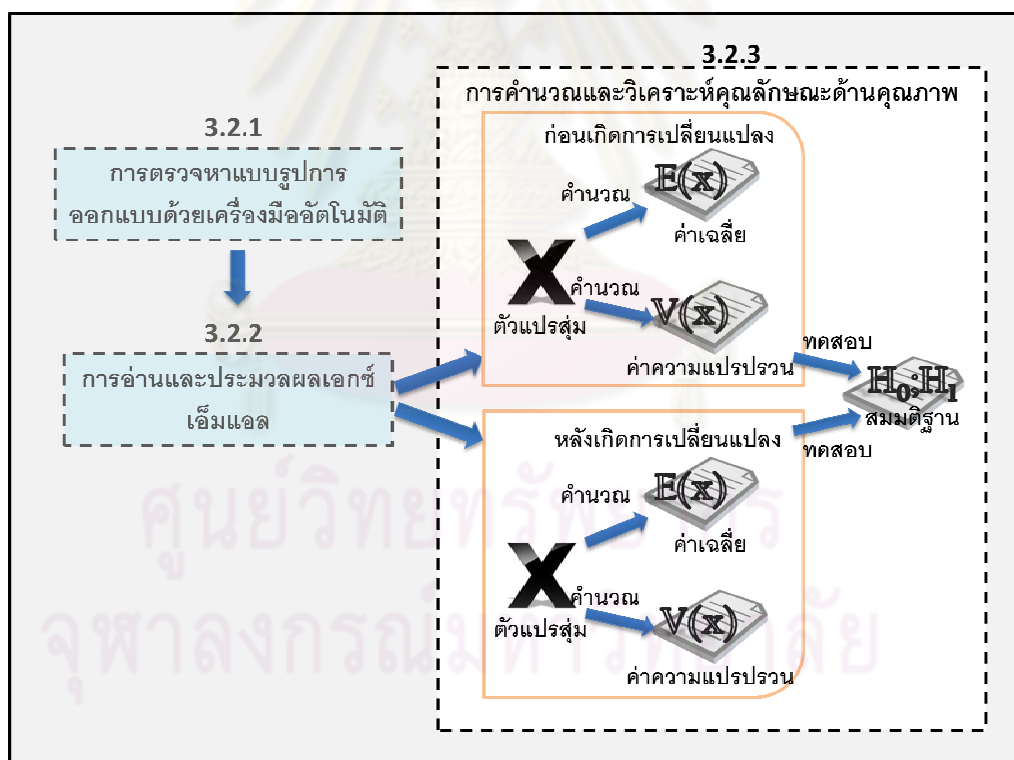 3.2.1
การตรวจหาแบบรูปการ
ออกแบบด้วยเครื่องมืออัตโนมัติ
3.2.2
การอ่านและประมวลผลเอกซ์
เอ็มแอล
3.2.3
การคำนวณและวิเคราะห์คุณลักษณะด้านคุณภาพ
ก่อนเกิดการเปลี่ยนแปลง
คำนวณ
E(x)
ค่าเฉลี่ย
X
ตัวแปรสุ่ม
คำนวณ
V(x)
ค่าความแปรปรวน
ทดสอบ
หลังเกิดการเปลี่ยนแปลง
คำนวณ
E(x)
ค่าเฉลี่ย
X
ตัวแปรสุ่ม
คำนวณ
V(x)
ค่าความแปรปรวน
ทดสอบ
H0;H1
สมมติฐาน
ศูนย์วิทยทรัพยากร
จุฬาลงกรณ์มหาวิทยาลัย